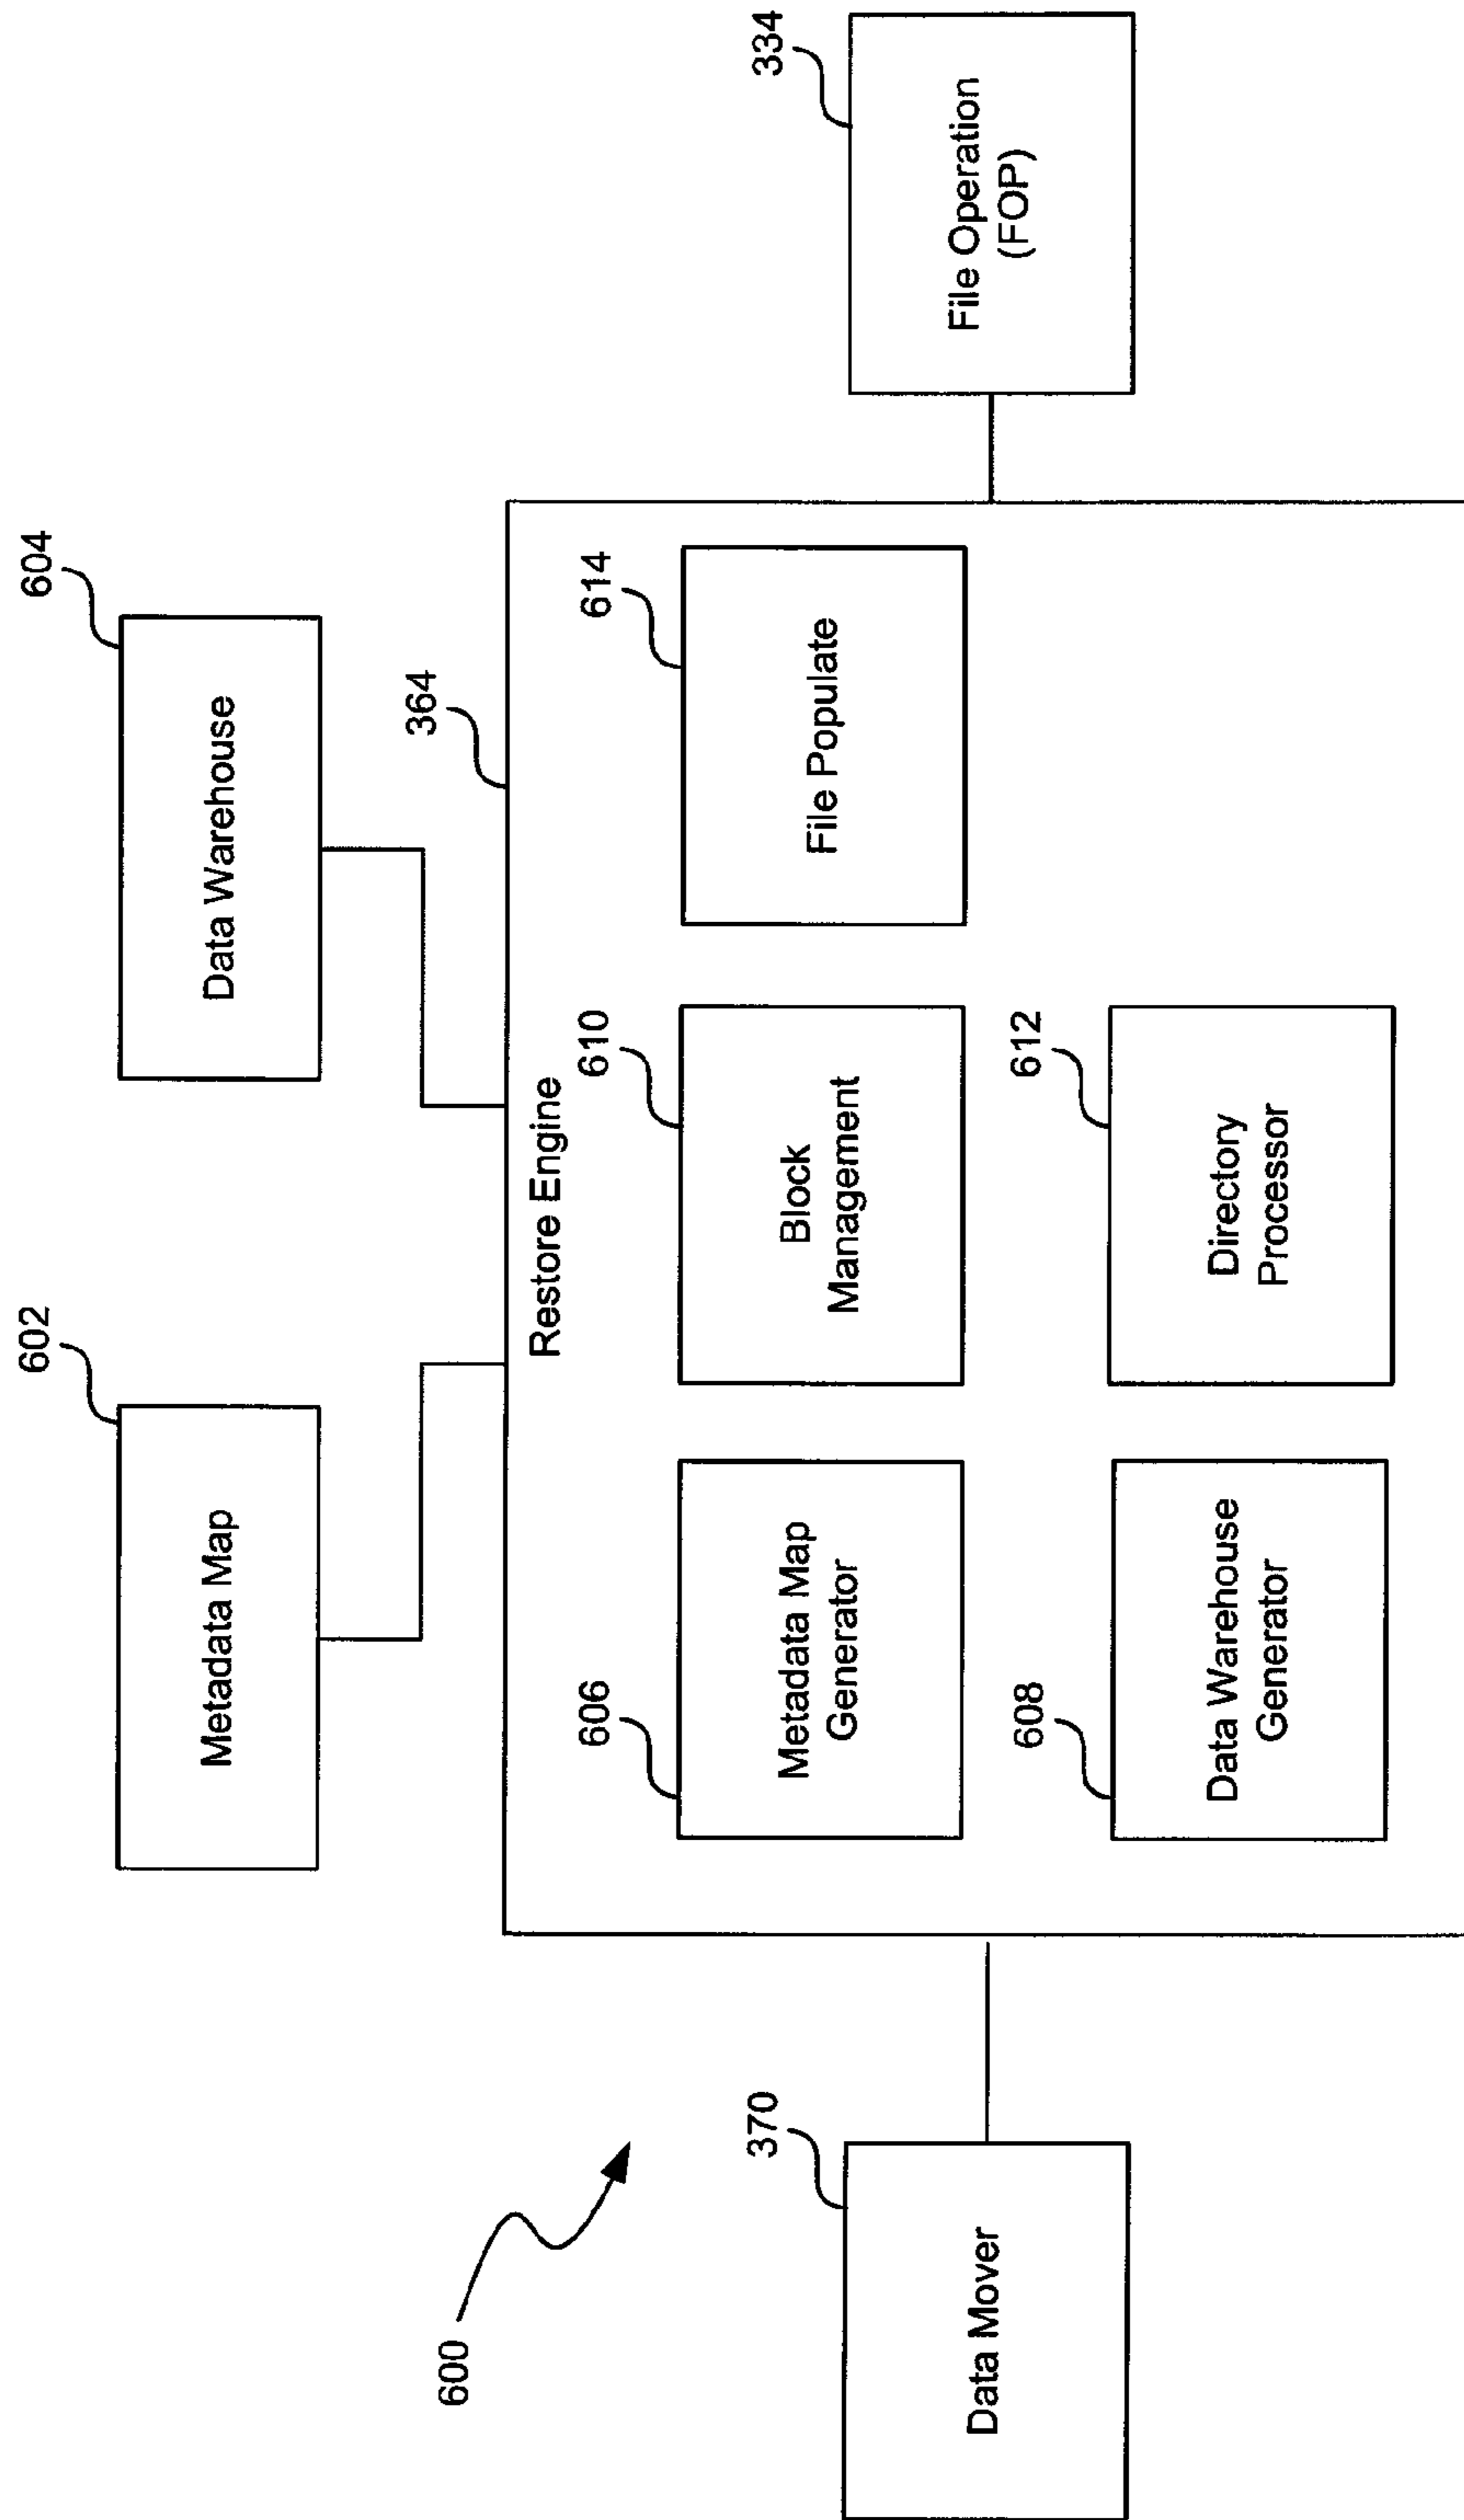 600
602
Metadata Map
604
Data Warehouse
364
Restore Engine
606
Metadata Map
Generator
610
Block
Management
614
File Populate
608
Data Warehouse
Generator
612
Directory
Processor
370
Data Mover
334
File Operation
(FOP)